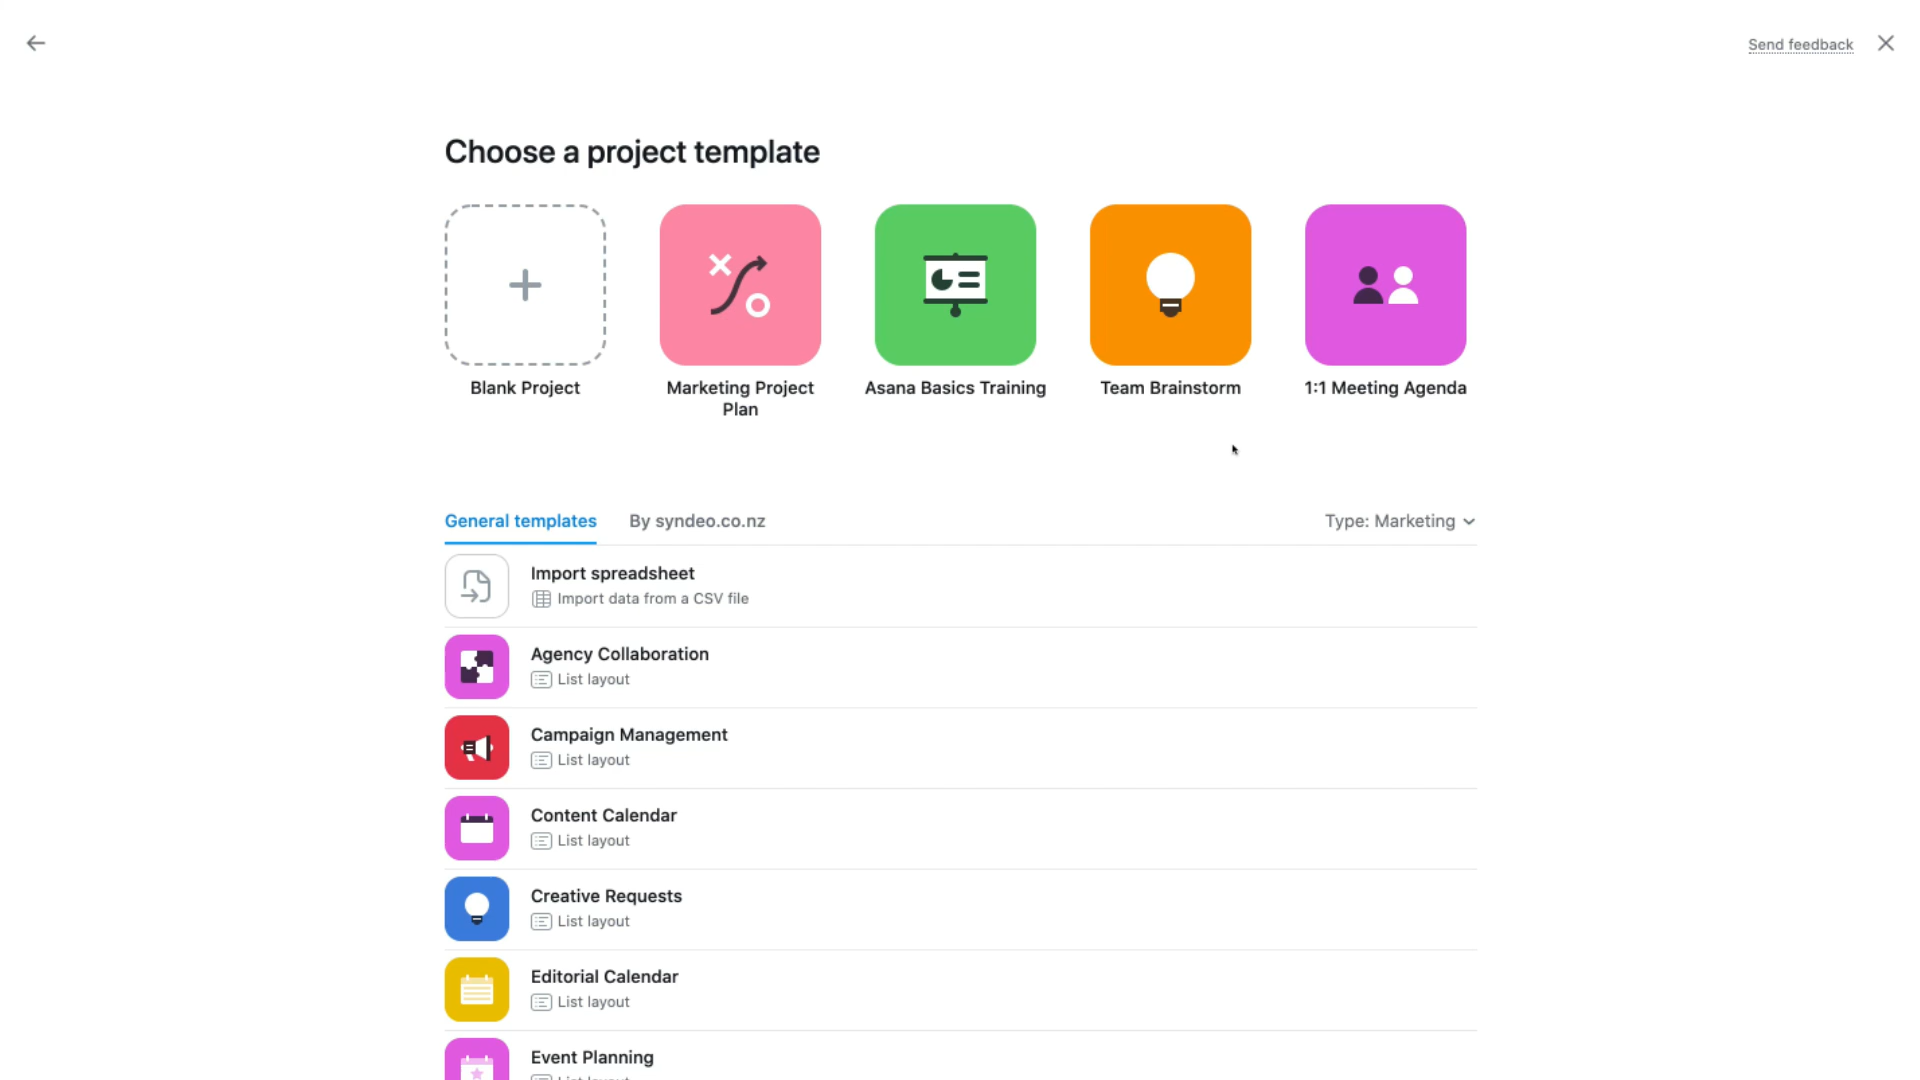 Send feedback
Choose a project template
Blank Project
Marketing Project
Plan
Asana Basics Training
Team Brainstorm
1:1 Meeting Agenda
General templates
By syndeo.co.nz
Type: Marketing
Import spreadsheet
Import data from a CSV file
Agency Collaboration
List layout
Campaign Management
List layout
Content Calendar
List layout
Creative Requests
List layout
Editorial Calendar
List layout
Event Planning